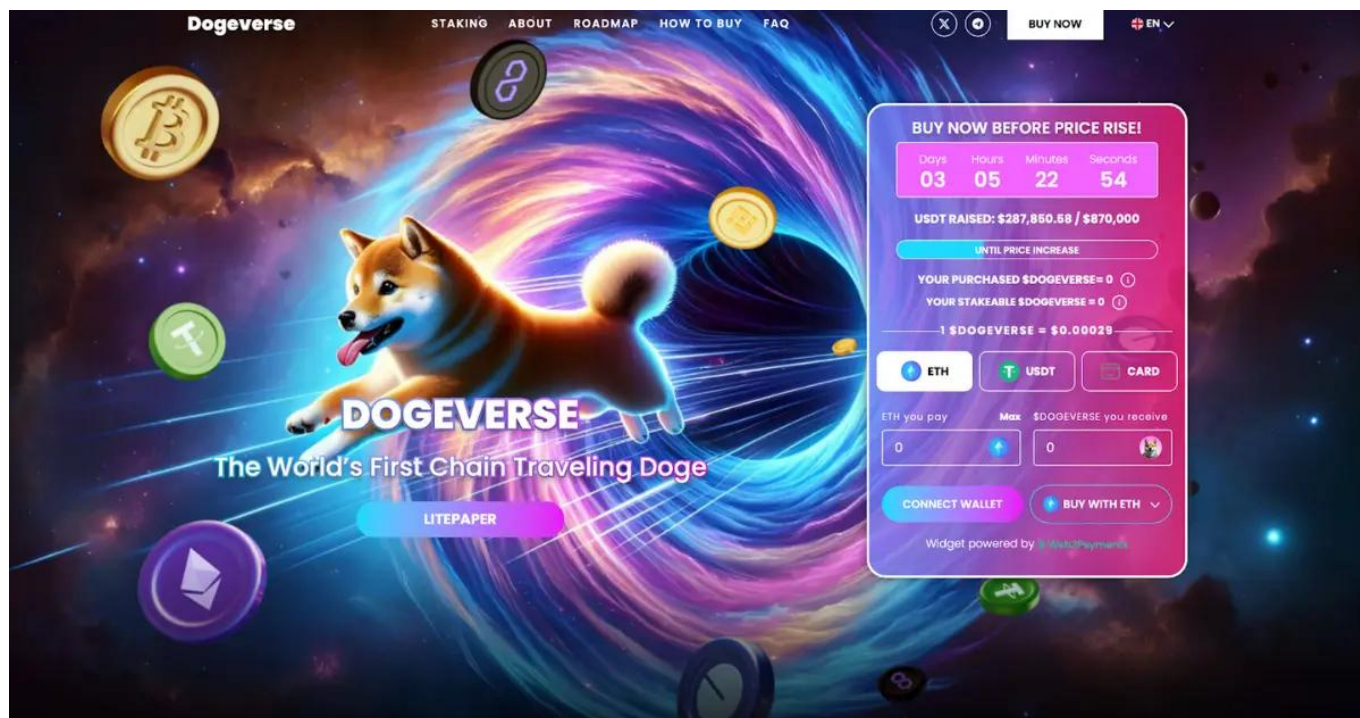 Dogeverse
STAKING ABOUT ROADMAP HOW TO BUY FAQ
BUY NOW
EN
DOGEVERSE
The World's First Chain Traveling Doge
LITEPAPER
BUY NOW BEFORE PRICE RISE!
Days Hours Minutes Seconds
03 05 22 54
USDT RAISED: $287,850.58 / $870,000
UNTIL PRICE INCREASE
YOUR PURCHASED $DOGEVERSE= 0
YOUR STAKEABLE $DOGEVERSE = 0
1 $DOGEVERSE = $0.00029
ETH USDT CARD
ETH you pay Max $DOGEVERSE you receive
0 0
CONNECT WALLET BUY WITH ETH
Widget powered by